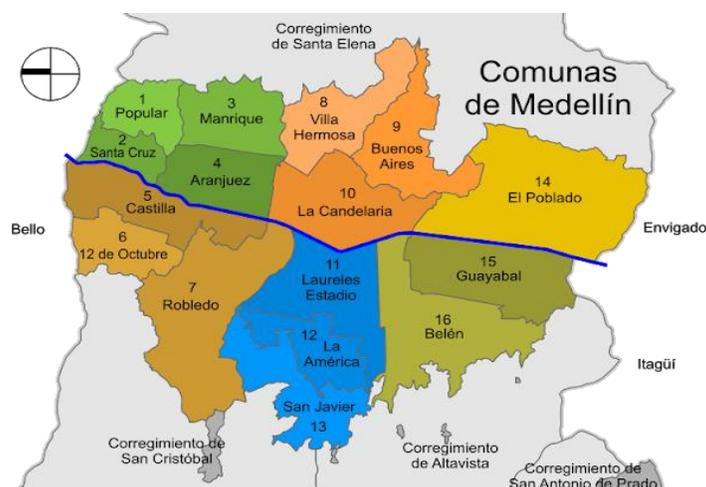 Corregimiento
de Santa Elena
Comunas
de Medellín
1
Popular
3
Manrique
8
Villa
Hermosa
9
Buenos
Aires
2
Santa Cruz
4
Aranjuez
14
El Poblado
10
La Candelaria
5
Castilla
Bello
Envigado
6
12 de Octubre
7
Robledo
11
Laureles
Estadio
15
Guayabal
16
Belén
12
La
América
Itagüí
San Javier
13
Corregimiento de
San Cristóbal
Corregimiento
de Altavista
Corregimiento de
San Antonio de Prado